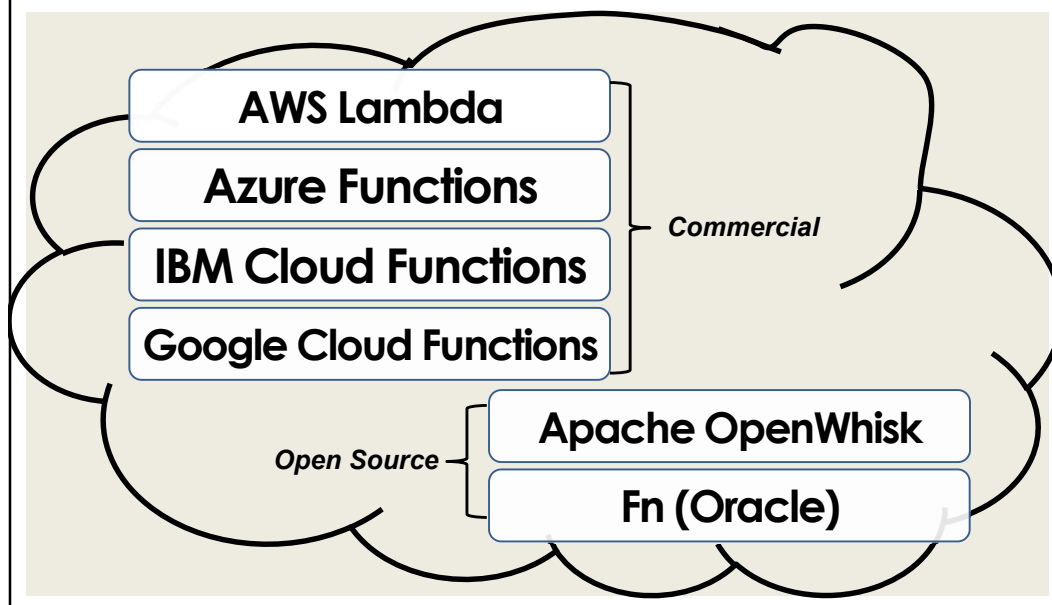 AWS Lambda
Azure Functions
Commercial
IBM Cloud Functions
Google Cloud Functions
Apache OpenWhisk
Open Source
Fn (Oracle)